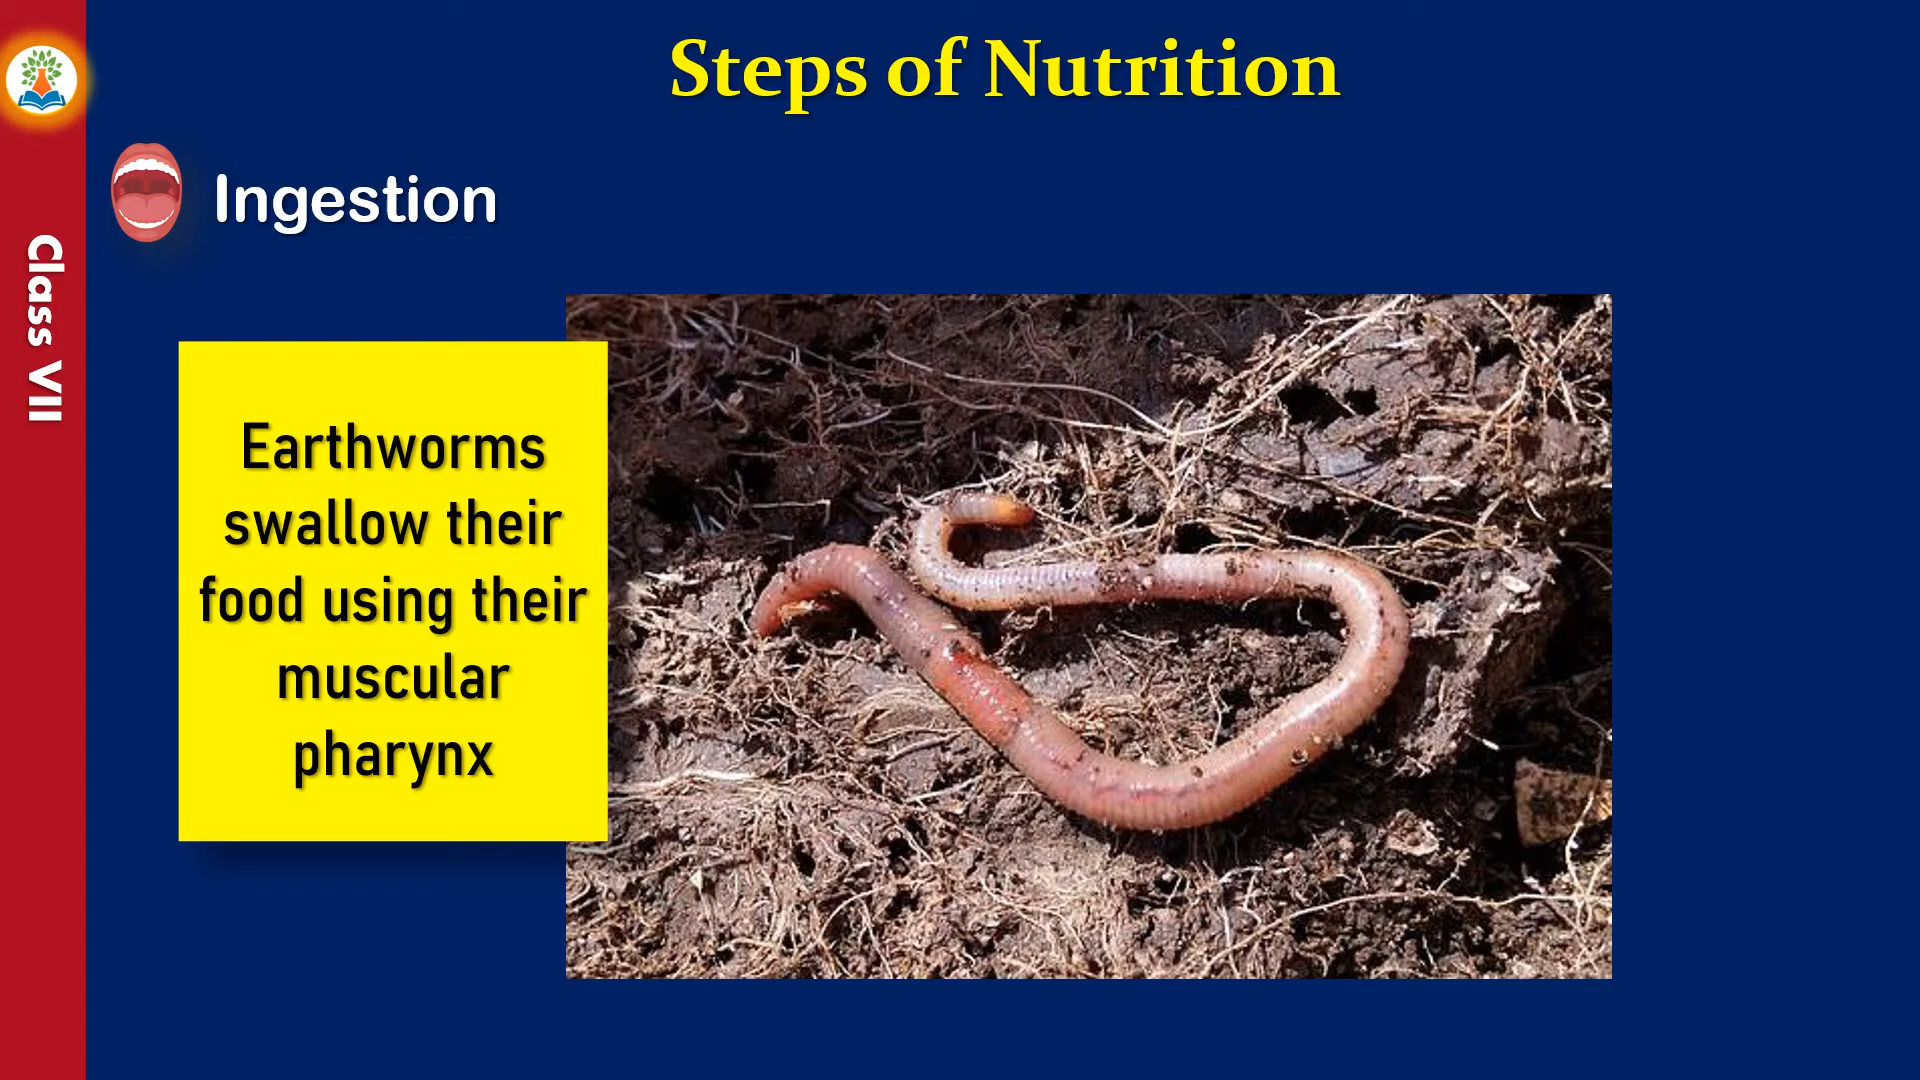 Steps of Nutrition
Ingestion
Class VII
Earthworms
swallow their
food using their
muscular
pharynx